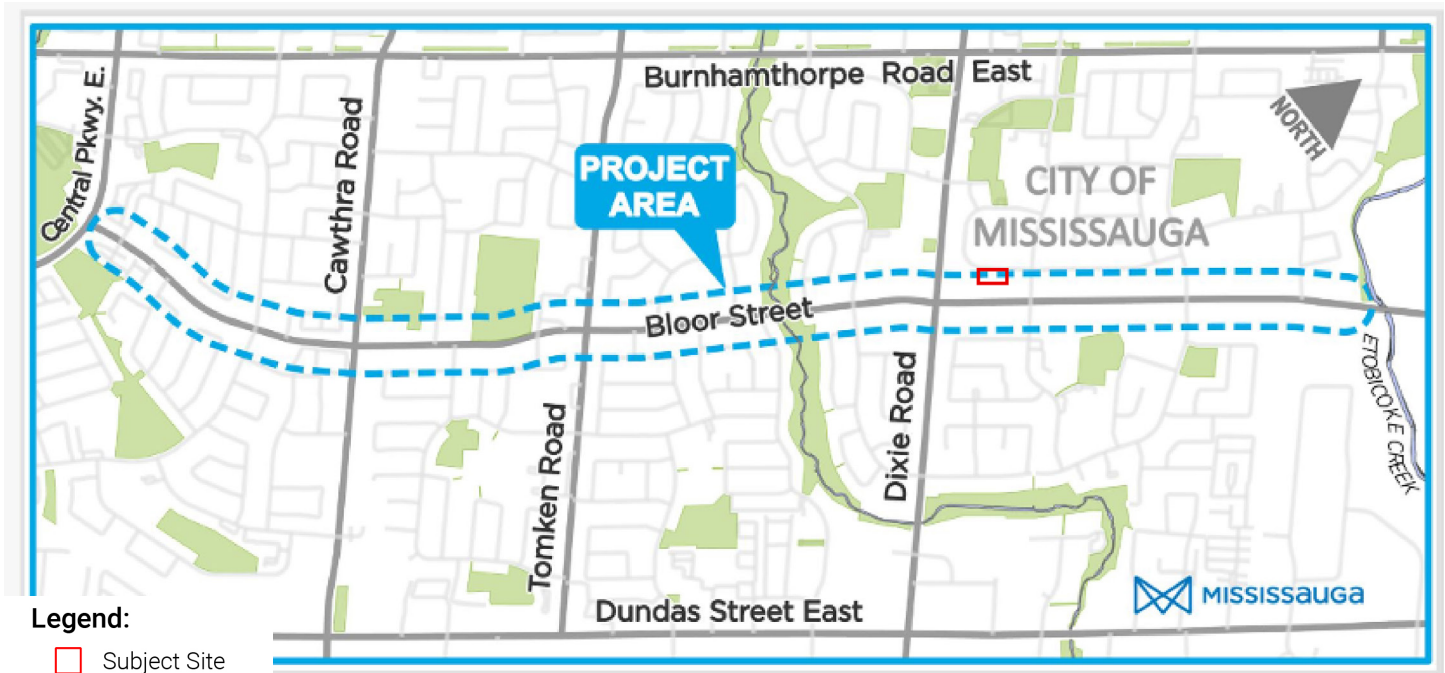 Burnhamthorpe Road East
Central Pkwy. E.
Cawthra Road
NORTH
PROJECT
AREA
CITY OF
MISSISSAUGA
Bloor Street
Dixie Road
ETOBICOKE CREEK
Tomken Road
Dundas Street East
MISSISSauGa
Legend:
Subject Site